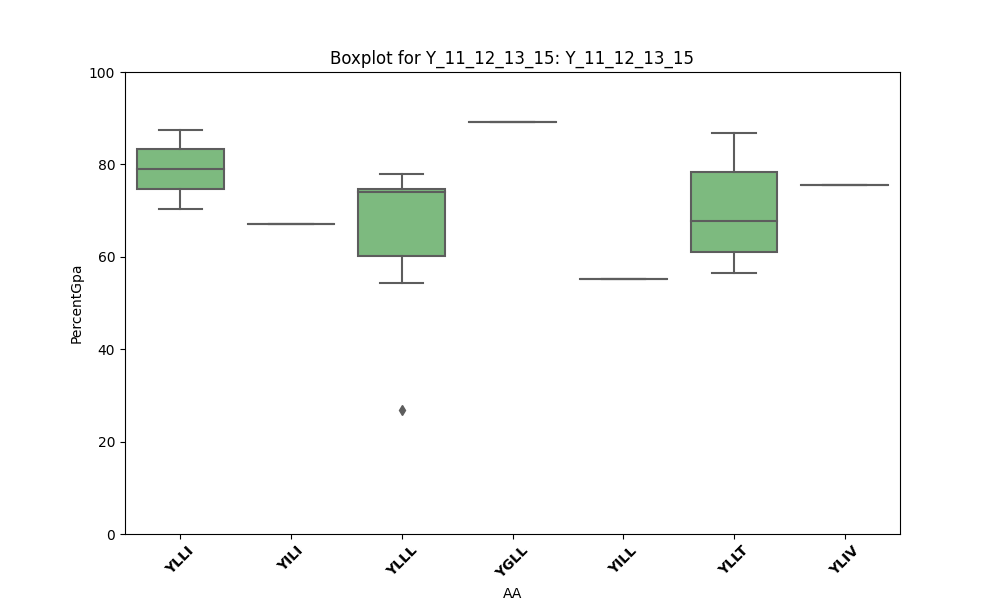 Boxplot for Y_11_12_13_15: Y_11_12_13_15
100
80
60
40
20
0
PercentGpa
YLLI YILI YLLL YGLL YILL YLLT YLIV
AA